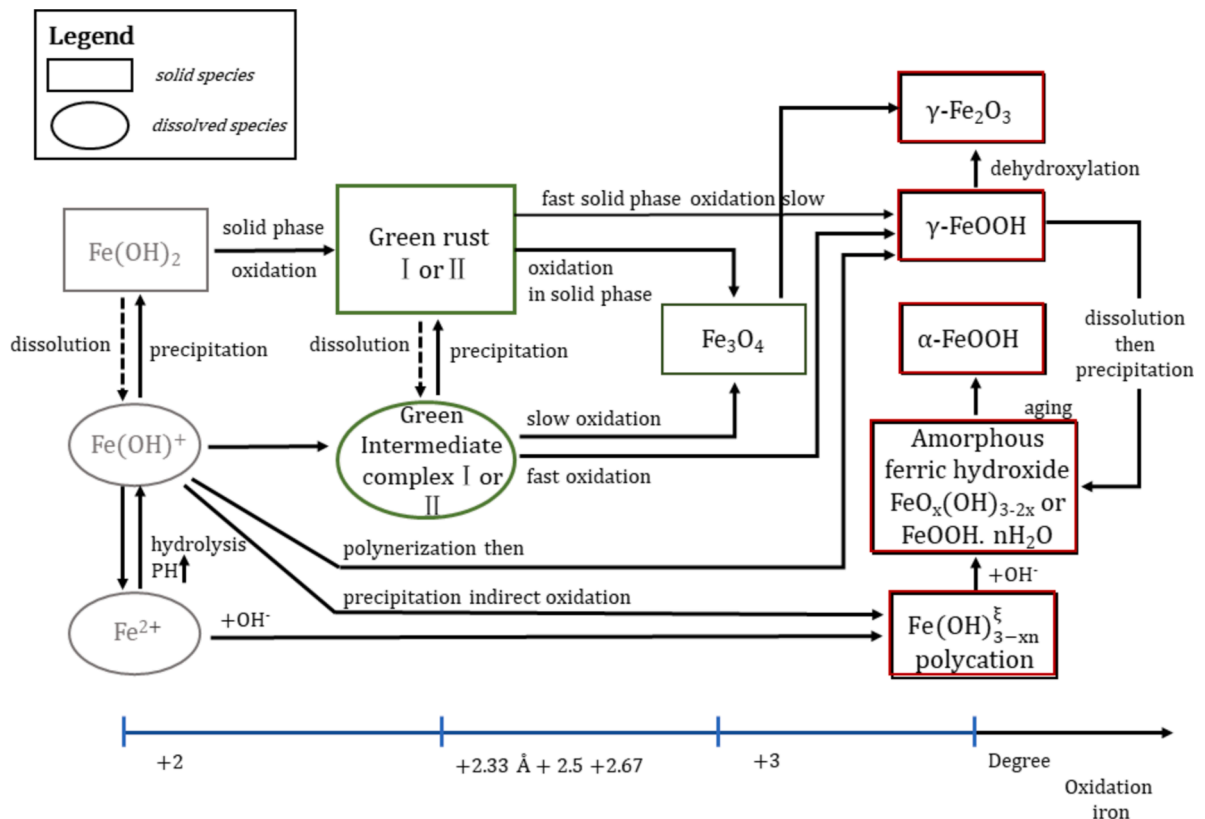 Legend
solid species
dissolved species
γ-Fe₂O₃
dehydroxylation
fast solid phase oxidation slow
γ-FeOOH
Fe(OH)₂
solid phase
oxidation
Green rust
Ⅰ or Ⅱ
oxidation
in solid phase
Fe₃O₄
α-FeOOH
dissolution
then
precipitation
dissolution
precipitation
dissolution
precipitation
aging
Fe(OH)⁺
Green
Intermediate
complex Ⅰ or
Ⅱ
slow oxidation
fast oxidation
Amorphous
ferric hydroxide
FeOₓ(OH)₃₋₂ₓ or
FeOOH. nH₂O
hydrolysis
PH
polynerization then
+OH⁻
precipitation indirect oxidation
Fe²⁺
+OH⁻
Fe(OH)^ξ_3−xn
polycation
+2
+2.33 Å + 2.5 +2.67
+3
Degree
Oxidation
iron